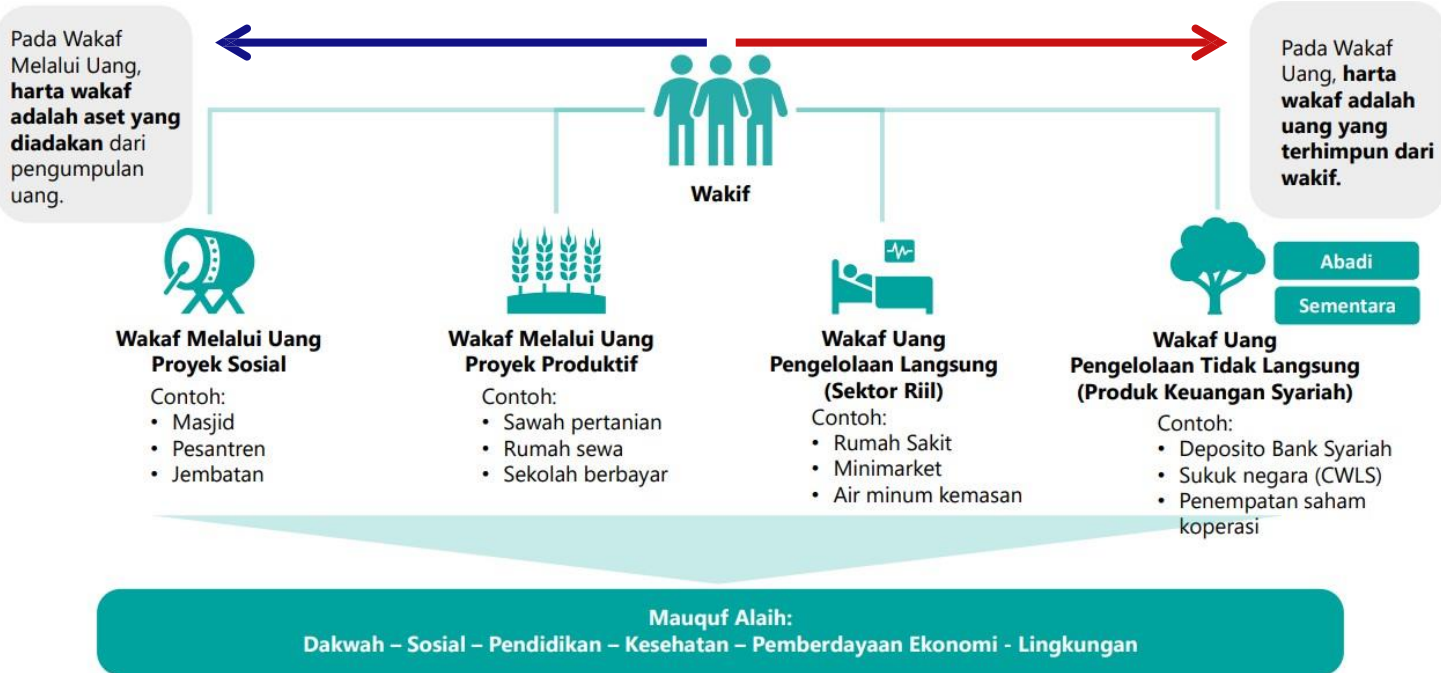 Pada Wakaf
Melalui Uang,
harta wakaf
adalah aset yang
diadakan dari
pengumpulan
uang.
Pada Wakaf
Uang, harta
wakaf adalah
uang yang
terhimpun dari
wakif.
Wakif
Wakaf Melalui Uang
Proyek Sosial
Contoh:
• Masjid
• Pesantren
• Jembatan
Wakaf Melalui Uang
Proyek Produktif
Contoh:
• Sawah pertanian
• Rumah sewa
• Sekolah berbayar
Wakaf Uang
Pengelolaan Langsung
(Sektor Riil)
Contoh:
• Rumah Sakit
• Minimarket
• Air minum kemasan
Abadi
Sementara
Wakaf Uang
Pengelolaan Tidak Langsung
(Produk Keuangan Syariah)
Contoh:
• Deposito Bank Syariah
• Sukuk negara (CWLS)
• Penempatan saham
koperasi
Mauquf Alaih:
Dakwah – Sosial – Pendidikan – Kesehatan – Pemberdayaan Ekonomi - Lingkungan